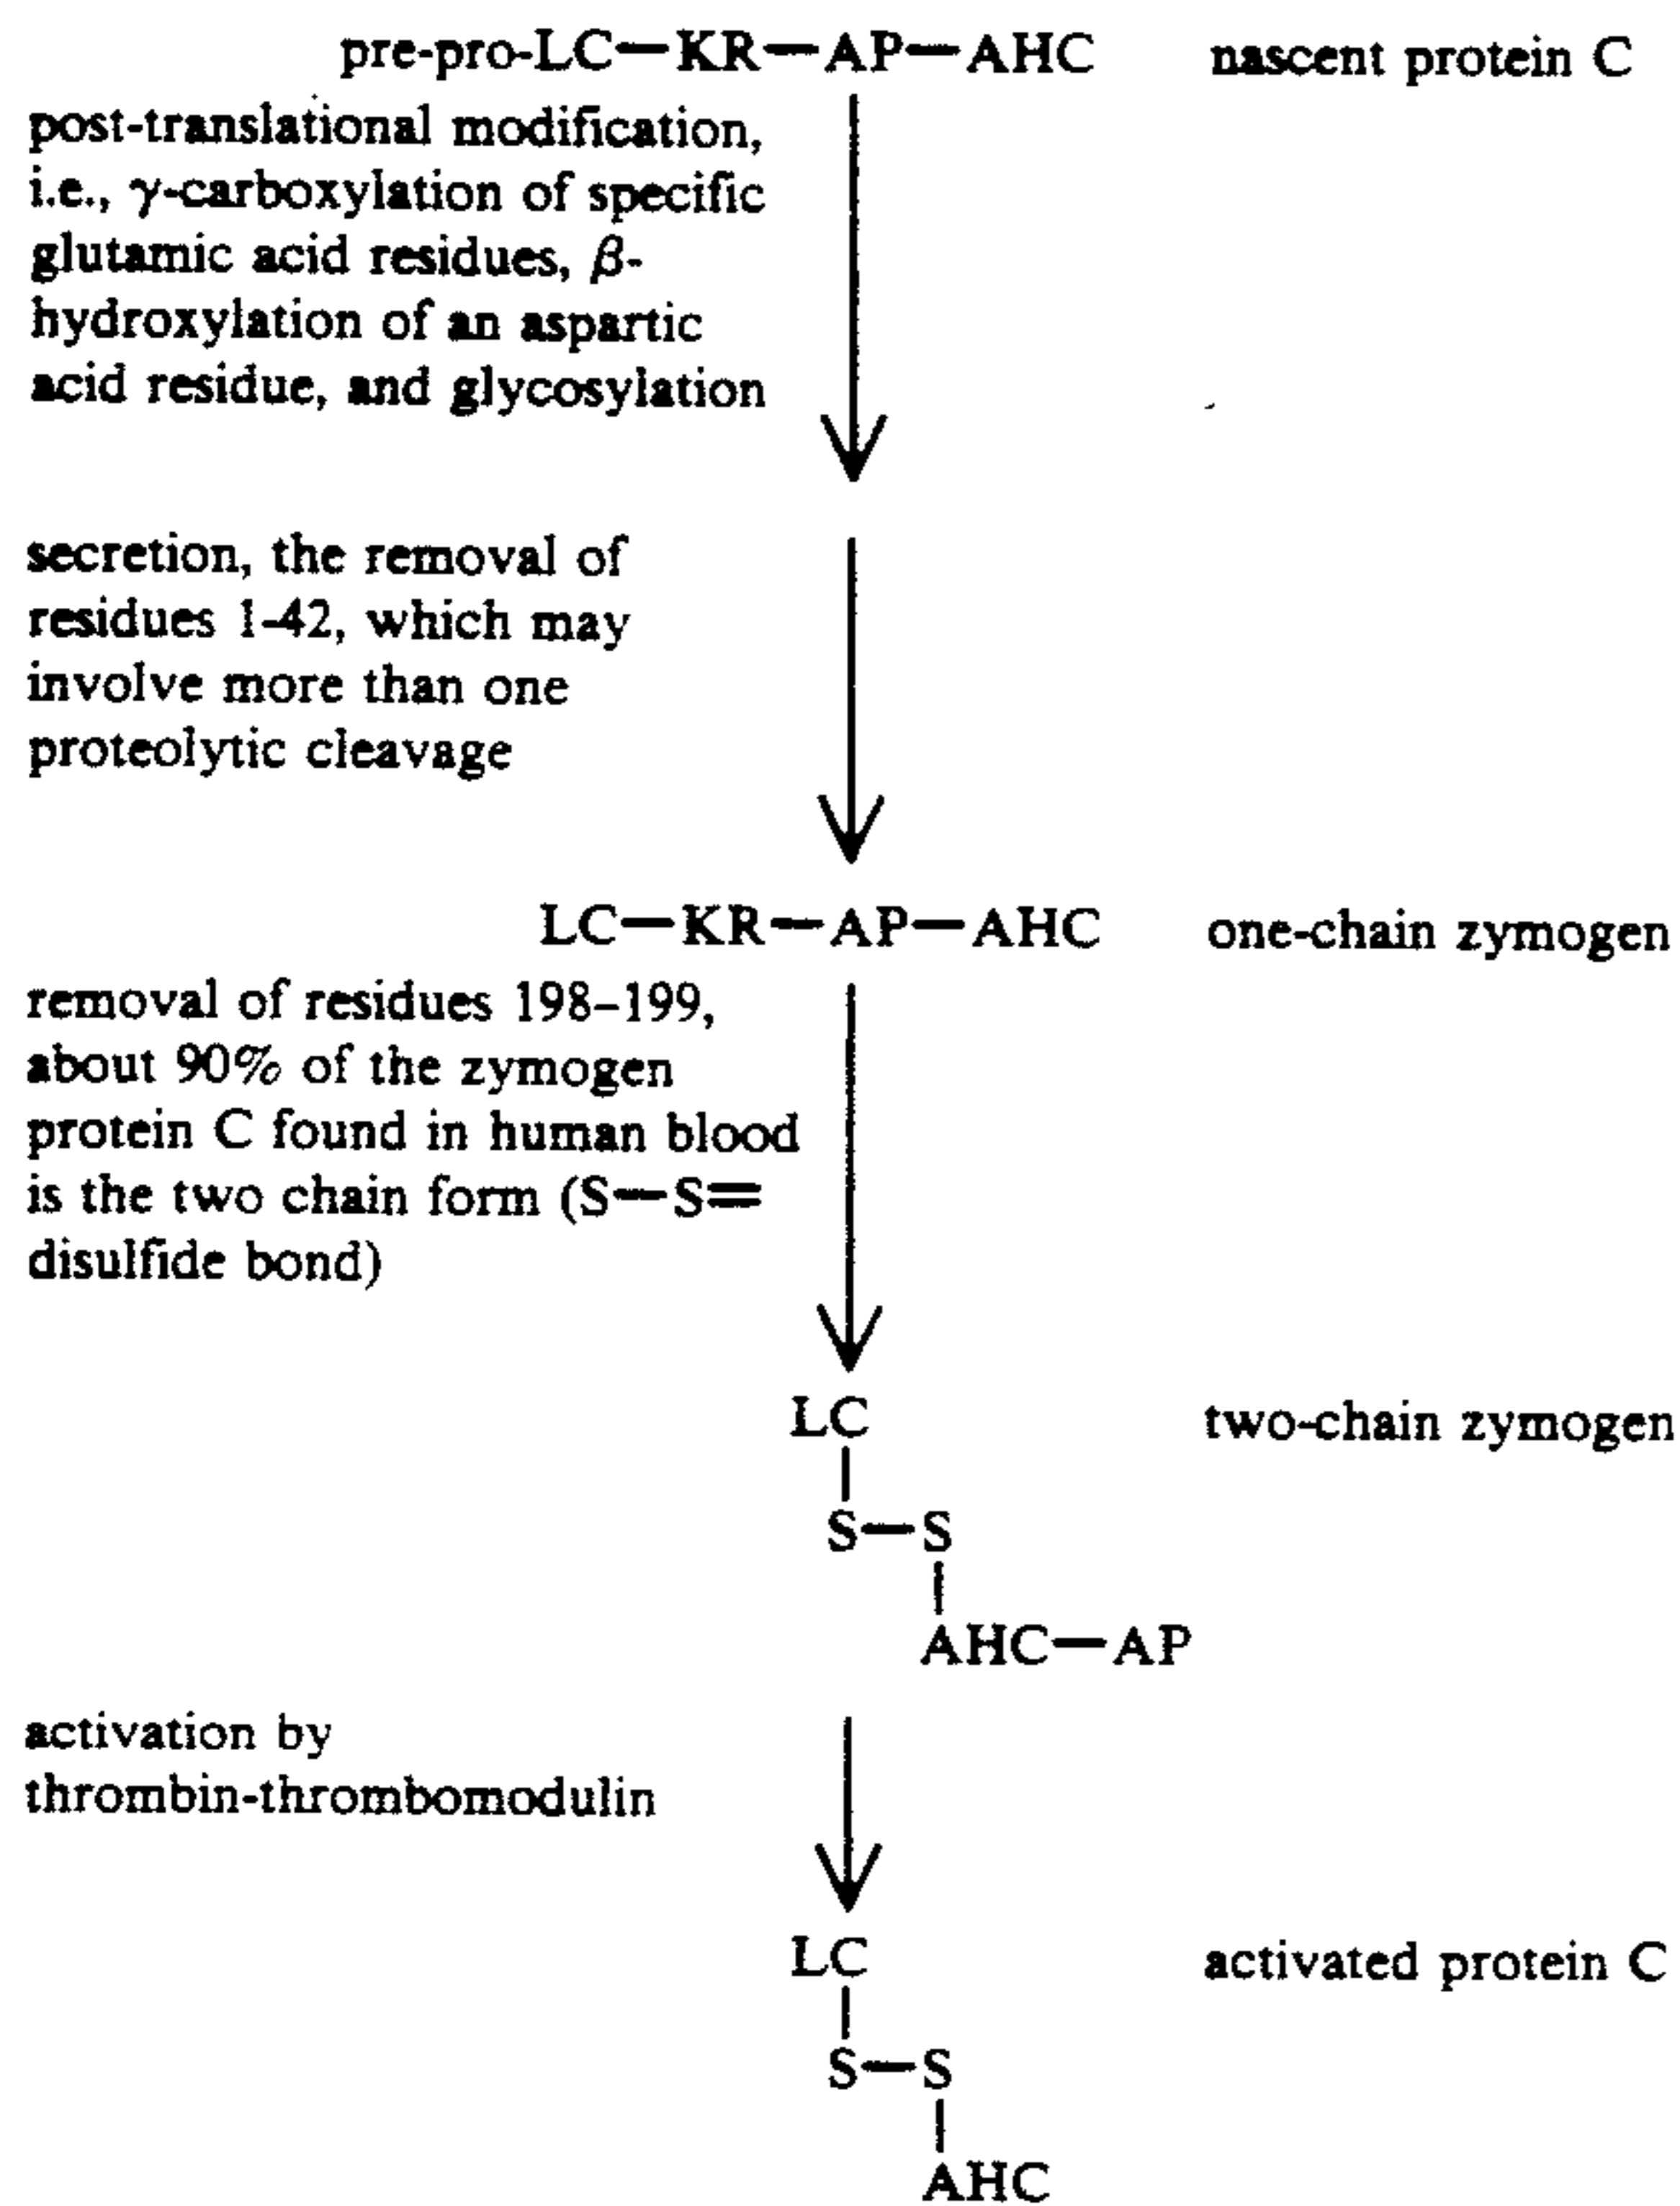 pre-pro-LC—KR—AP—AHC nascent protein C
post-translational modification,
i.e., γ-carboxylation of specific
glutamic acid residues, β-
hydroxylation of an aspartic
acid residue, and glycosylation
secretion, the removal of
residues 1-42, which may
involve more than one
proteolytic cleavage
LC—KR—AP—AHC one-chain zymogen
removal of residues 198–199,
about 90% of the zymogen
protein C found in human blood
is the two chain form (S—S=
disulfide bond)
LC two-chain zymogen
S—S
AHC—AP
activation by
thrombin-thrombomodulin
LC activated protein C
S—S
AHC